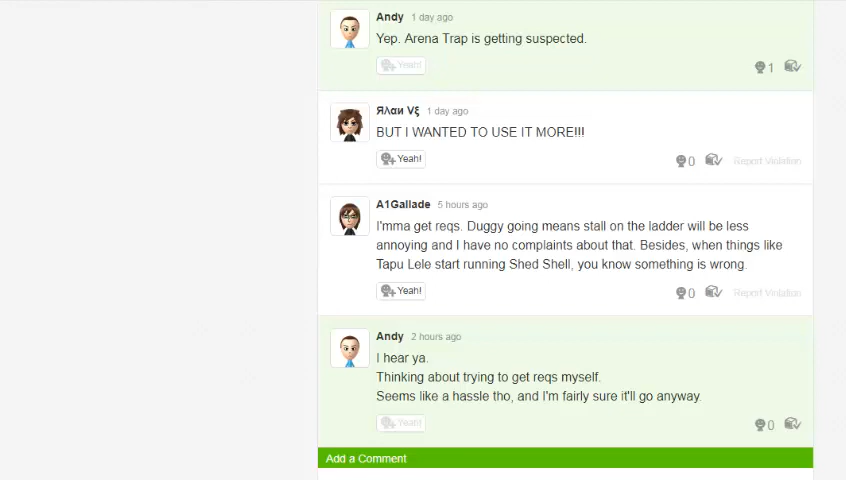 Andy 1 day ago
Yep. Arena Trap is getting suspected.
Yeah!
1
Яλαи Vξ 1 day ago
BUT I WANTED TO USE IT MORE!!!
Yeah!
0 Report Violation
A1Gallade 5 hours ago
I'mma get reqs. Duggy going means stall on the ladder will be less
annoying and I have no complaints about that. Besides, when things like
Tapu Lele start running Shed Shell, you know something is wrong.
Yeah!
0 Report Violation
Andy 2 hours ago
I hear ya.
Thinking about trying to get reqs myself.
Seems like a hassle tho, and I'm fairly sure it'll go anyway.
Yeah!
0
Add a Comment